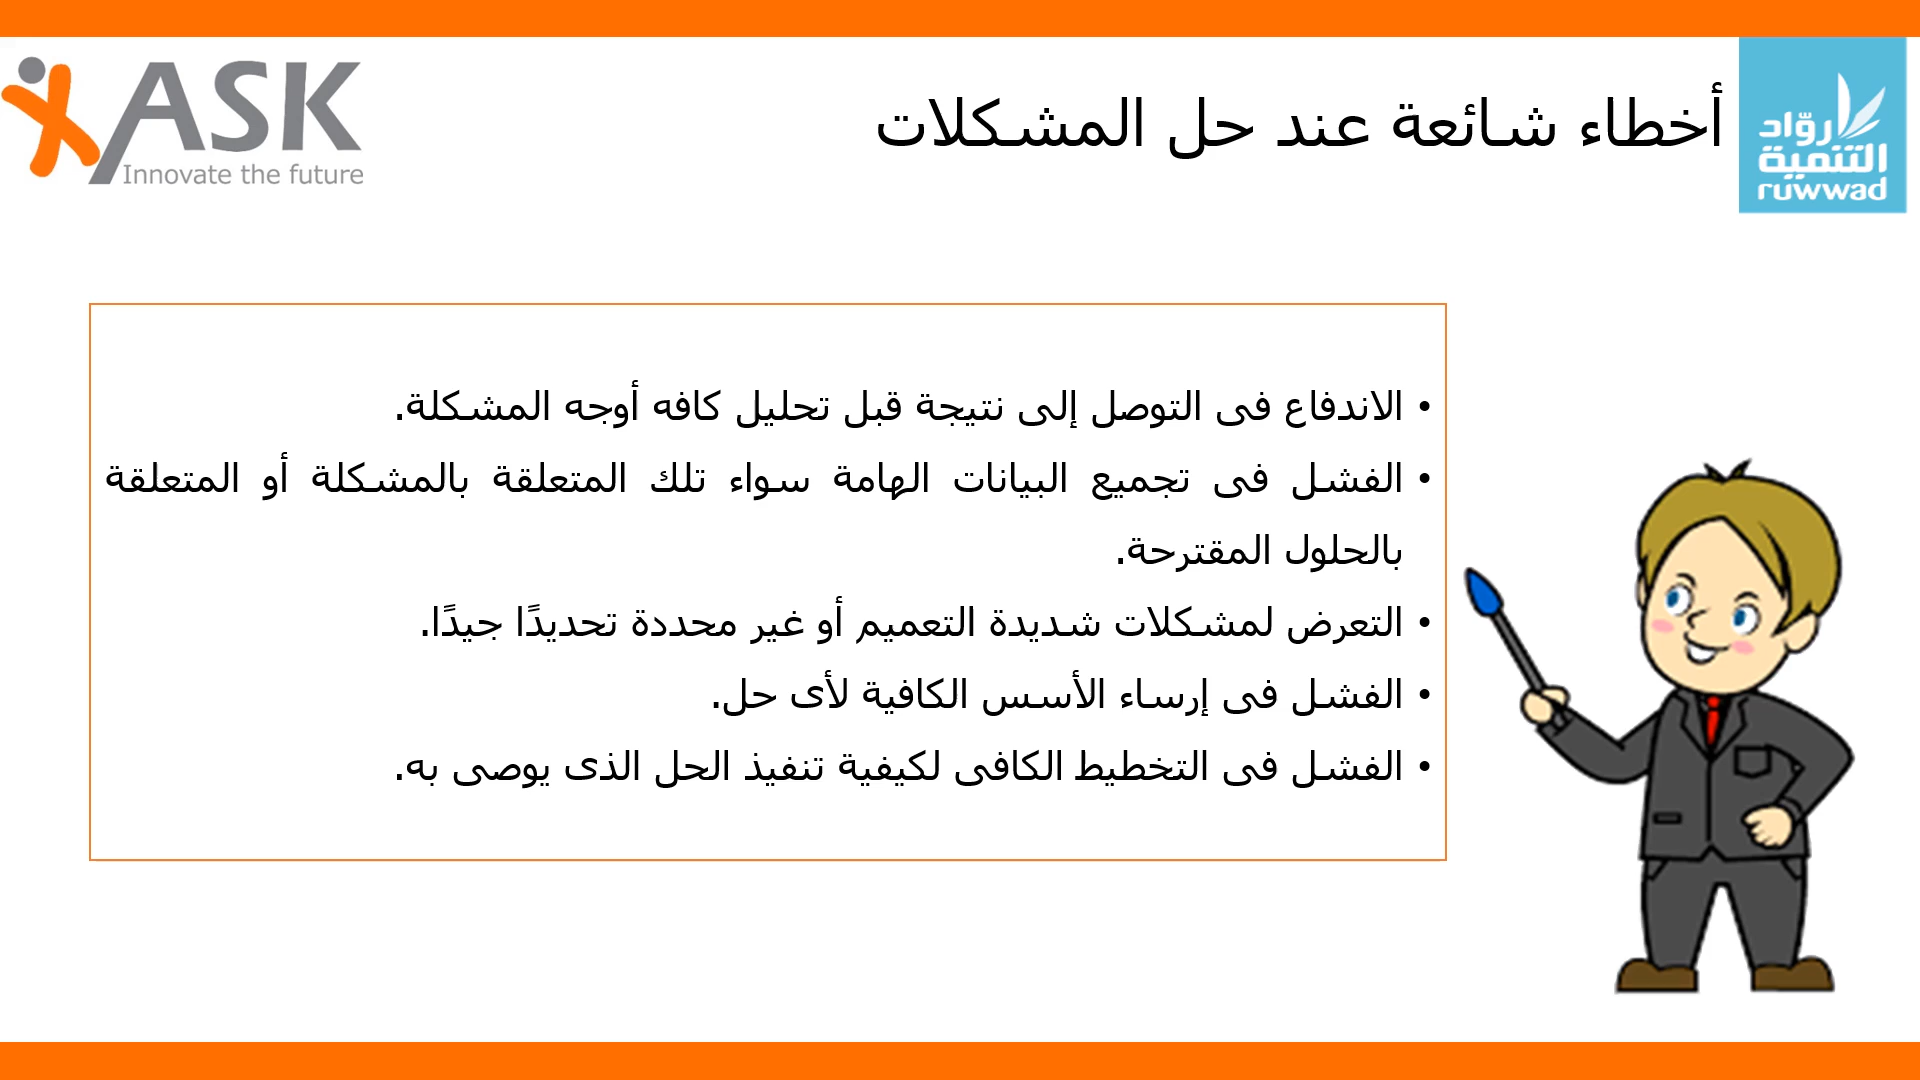 ASK
Innovate the future
أخطاء شائعة عند حل المشكلات
روّاد
التنمية
ruwwad
• الاندفاع فى التوصل إلى نتيجة قبل تحليل كافه أوجه المشكلة.
• الفشل فى تجميع البيانات الهامة سواء تلك المتعلقة بالمشكلة أو المتعلقة
بالحلول المقترحة.
• التعرض لمشكلات شديدة التعميم أو غير محددة تحديدًا جيدًا.
• الفشل فى إرساء الأسس الكافية لأى حل.
• الفشل فى التخطيط الكافى لكيفية تنفيذ الحل الذى يوصى به.